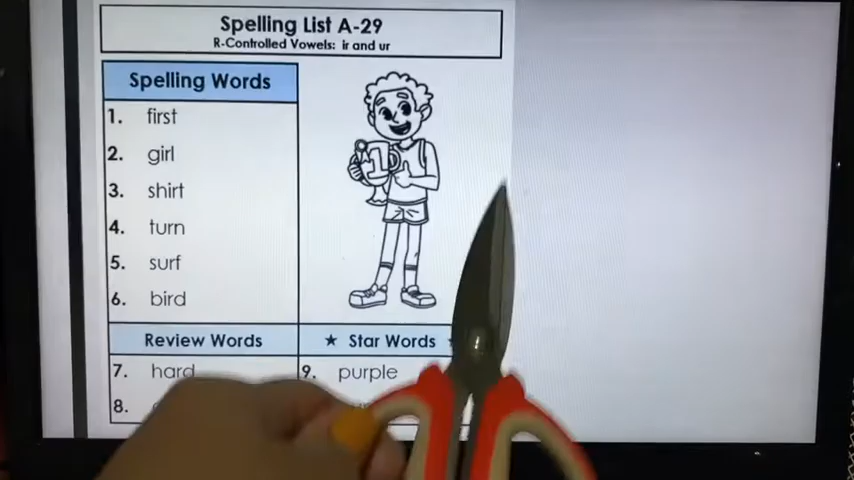 Spelling List A-29
R-Controlled Vowels: ir and ur
Spelling Words
1. first
2. girl
3. shirt
4. turn
5. surf
6. bird
Review Words
★ Star Words
7. hard
9. purple
8.
1